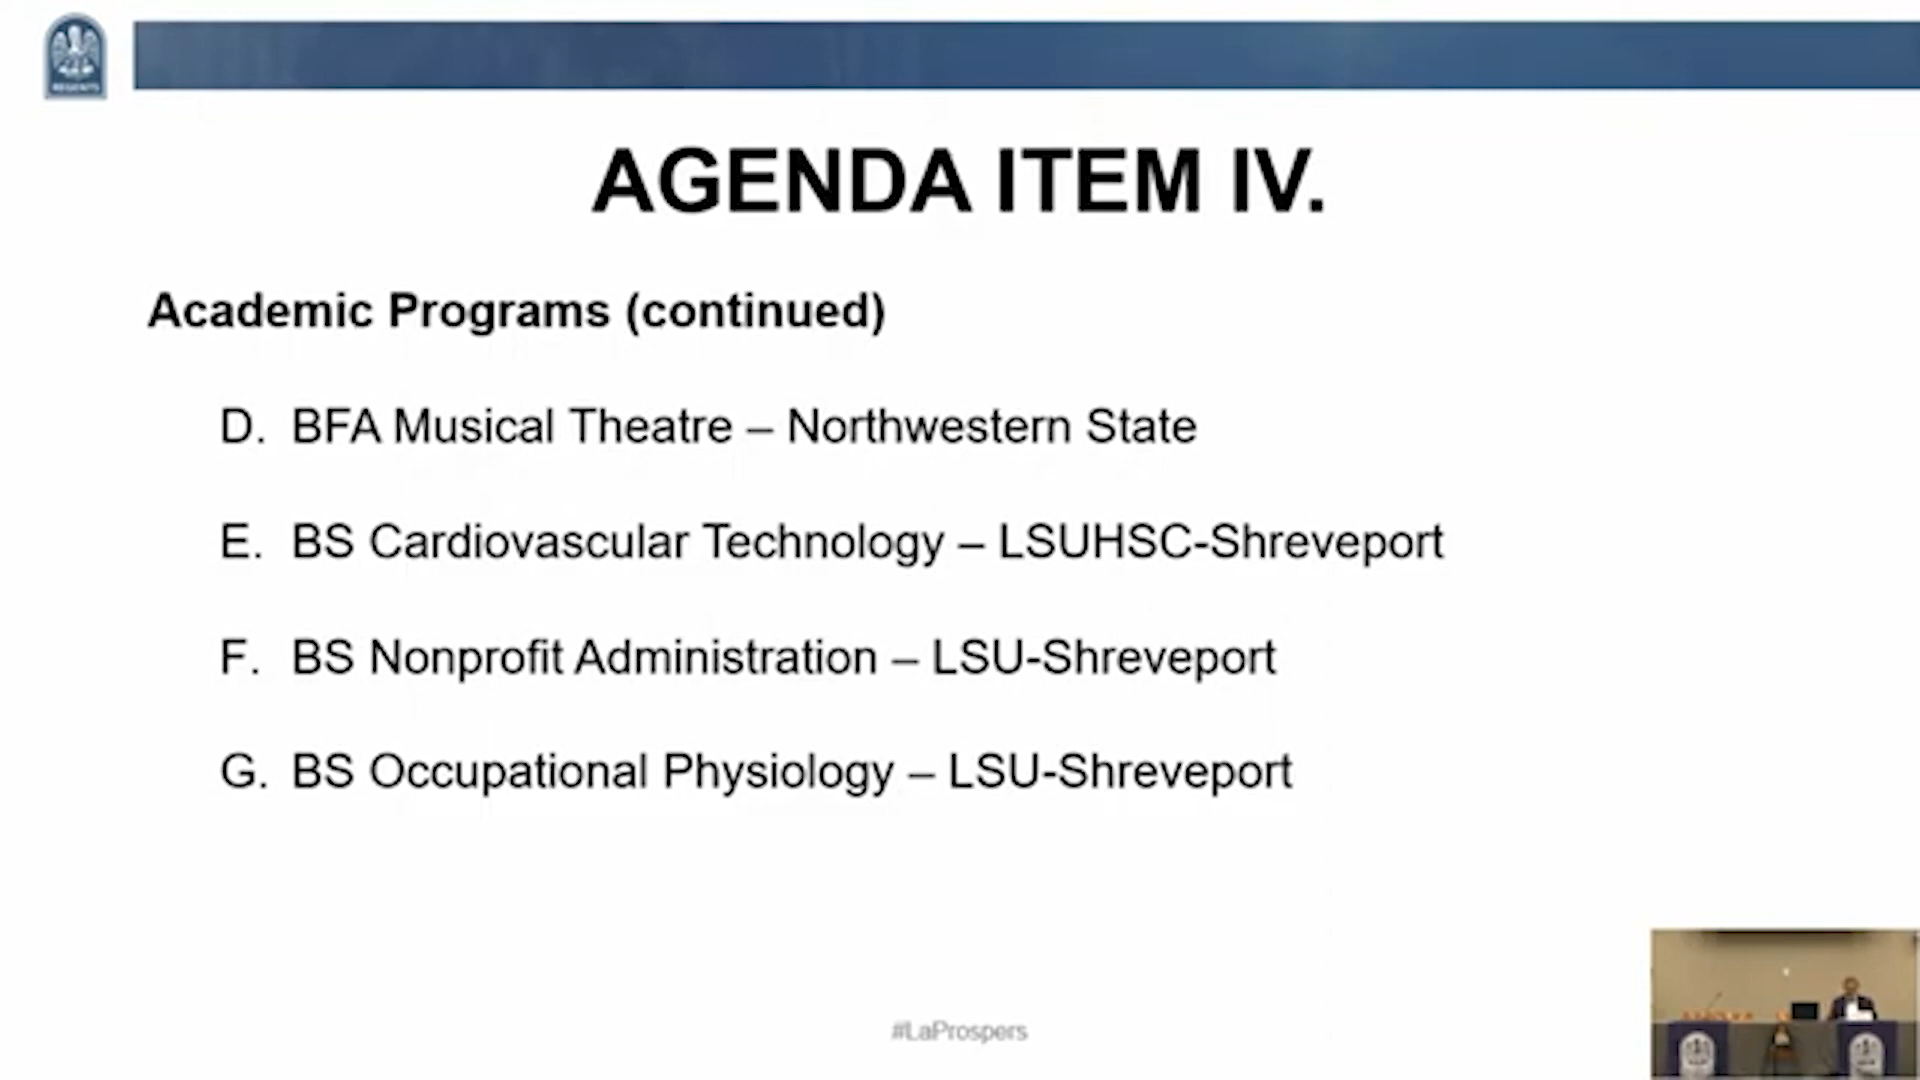 REGENTS
AGENDA ITEM IV.
Academic Programs (continued)
D. BFA Musical Theatre – Northwestern State
E. BS Cardiovascular Technology – LSUHSC-Shreveport
F. BS Nonprofit Administration – LSU-Shreveport
G. BS Occupational Physiology – LSU-Shreveport
#LaProspers